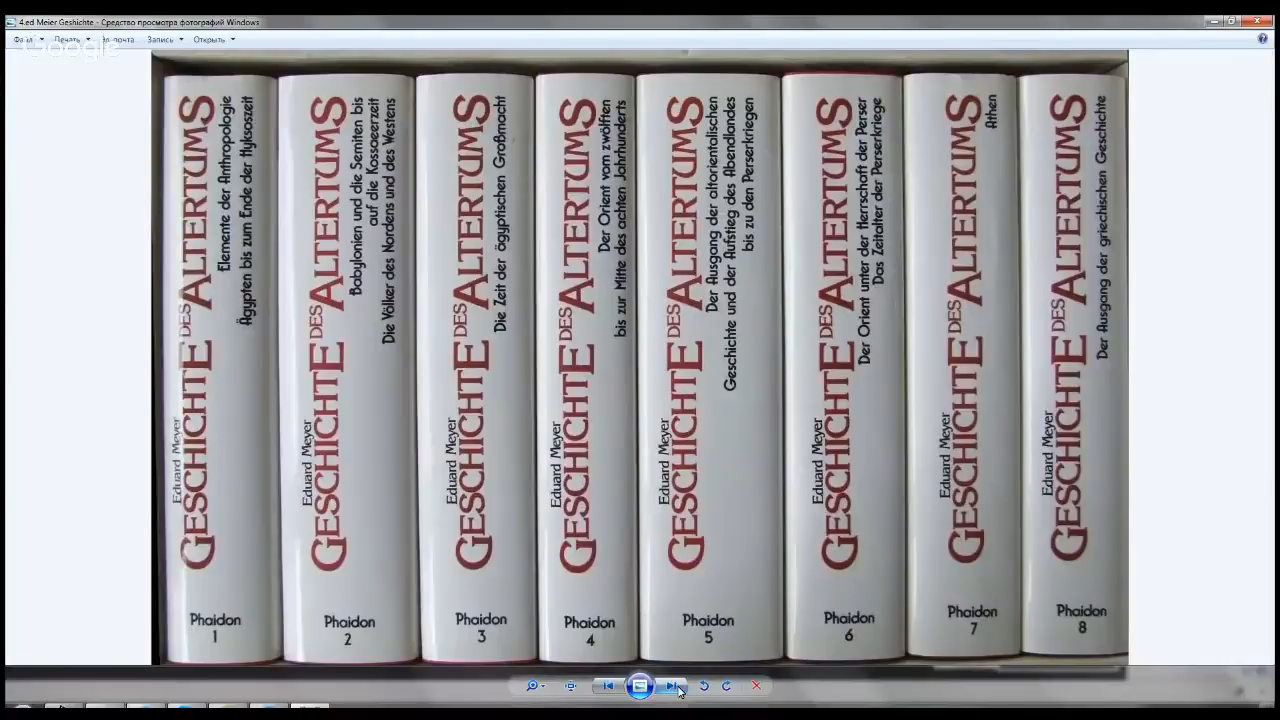 4.ed Meier Geshichte - Средство просмотра фотографий Windows
Файл Печать Эл. почта Запись Открыть
Google
Eduard Meyer
GESCHICHTE DES ALTERTUMS
Elemente der Anthropologie
Ägypten bis zum Ende der Hyksoszeit
Phaidon
1
Eduard Meyer
GESCHICHTE DES ALTERTUMS
Babylonien und die Semiten bis
auf die Kossoeerzeit
Die Völker des Nordens und des Westens
Phaidon
2
Eduard Meyer
GESCHICHTE DES ALTERTUMS
Die Zeit der ägyptischen Großmacht
Phaidon
3
Eduard Meyer
GESCHICHTE DES ALTERTUMS
Der Orient vom zwölften
bis zur Mitte des achten Jahrhunderts
Phaidon
4
Eduard Meyer
GESCHICHTE DES ALTERTUMS
Der Ausgang der altorientalischen
Geschichte und der Aufstieg des Abendlandes
bis zu den Perserkriegen
Phaidon
5
Eduard Meyer
GESCHICHTE DES ALTERTUMS
Der Orient unter der Herrschaft der Perser
Das Zeitalter der Perserkriege
Phaidon
6
Eduard Meyer
GESCHICHTE DES ALTERTUMS
Athen
Phaidon
7
Eduard Meyer
GESCHICHTE DES ALTERTUMS
Der Ausgang der griechischen Geschichte
Phaidon
8